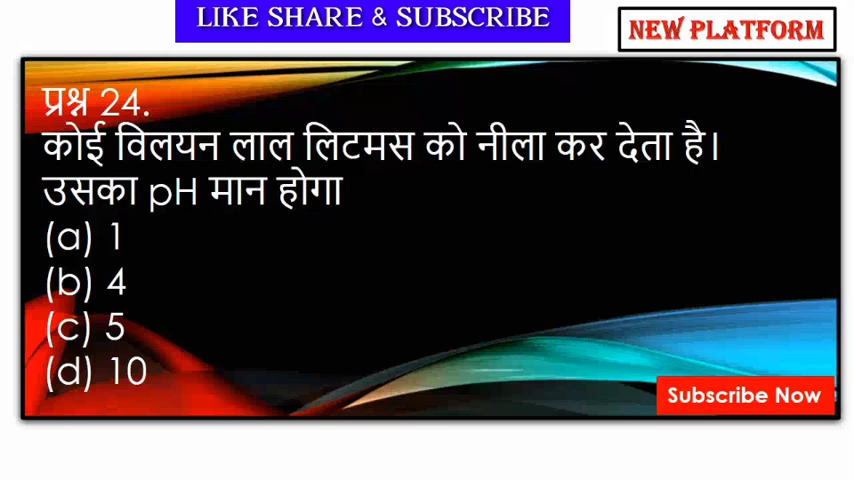 LIKE SHARE & SUBSCRIBE
NEW PLATFORM
प्रश्न 24.
कोई विलयन लाल लिटमस को नीला कर देता है।
उसका pH मान होगा
(a) 1
(b) 4
(c) 5
(d) 10
Subscribe Now